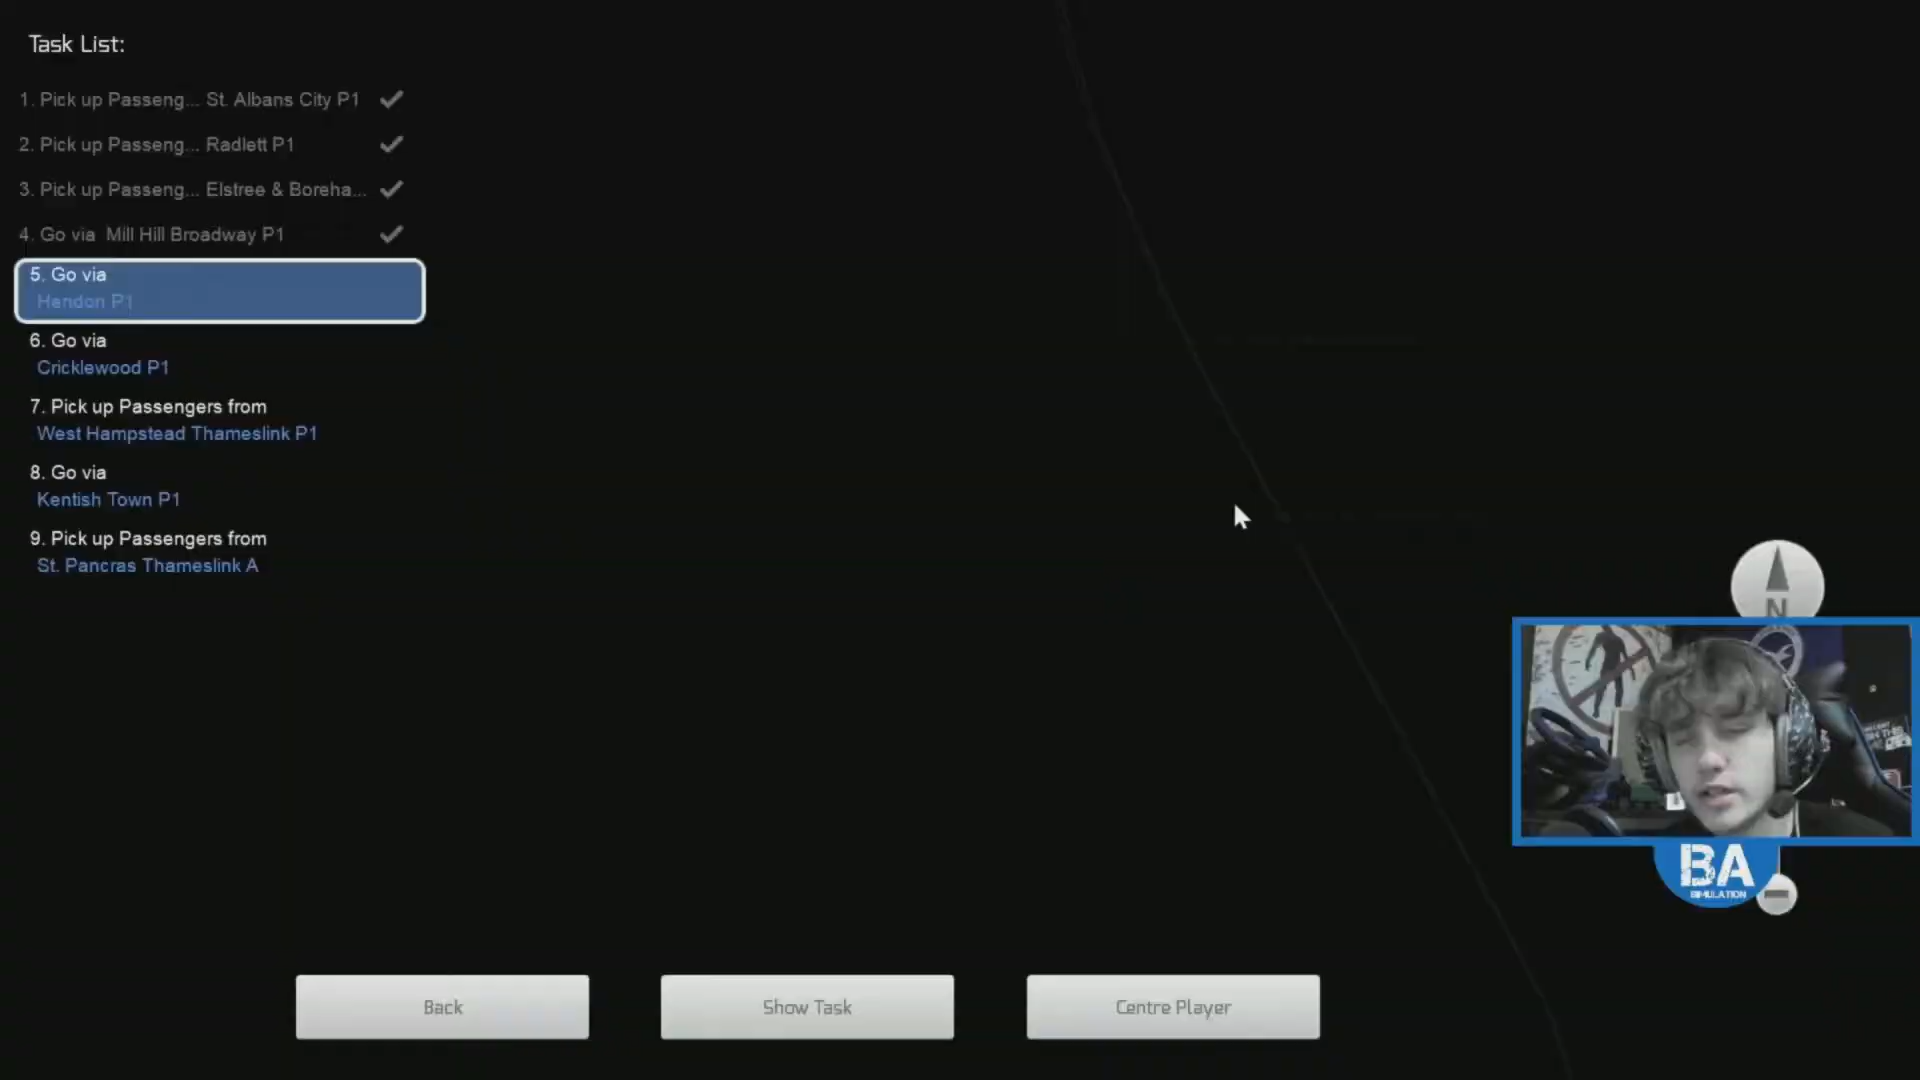 Task List:
1. Pick up Passeng... St. Albans City P1
2. Pick up Passeng... Radlett P1
3. Pick up Passeng... Elstree & Boreha...
4. Go via Mill Hill Broadway P1
5. Go via
Hendon P1
6. Go via
Cricklewood P1
7. Pick up Passengers from
West Hampstead Thameslink P1
8. Go via
Kentish Town P1
9. Pick up Passengers from
St. Pancras Thameslink A
N
BA
SIMULATION
Back
Show Task
Centre Player